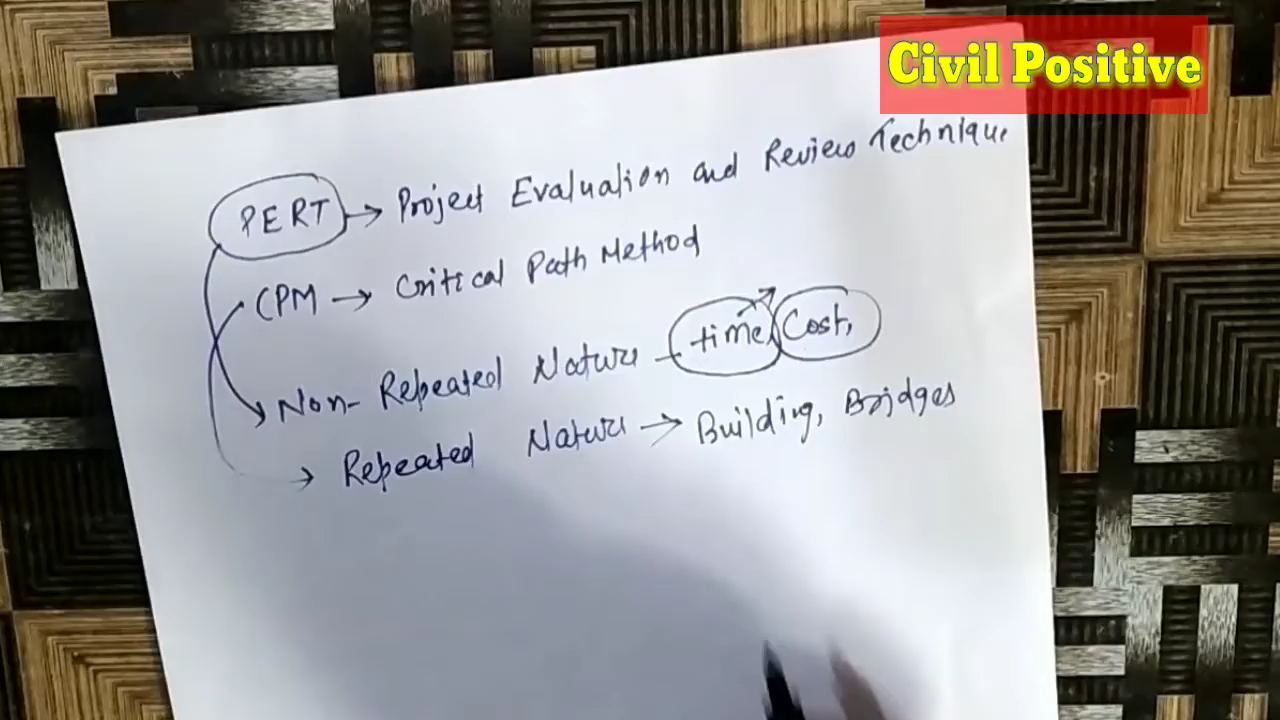 Civil Positive
PERT → Project Evaluation and Review Technique
CPM → Critical Path Method
Non-Repeated Nature - time, Cost,
Repeated Nature → Building, Bridges